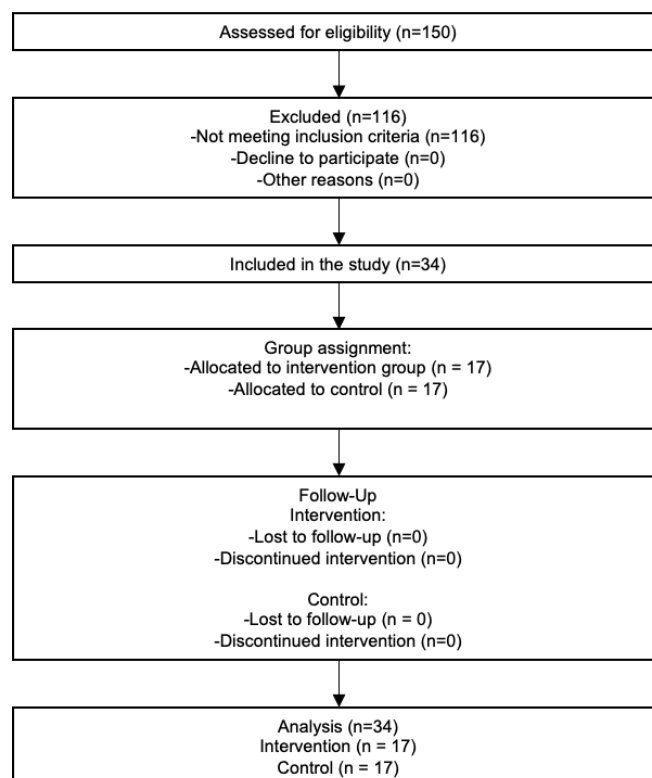 Assessed for eligibility (n=150)
Excluded (n=116)
-Not meeting inclusion criteria (n=116)
-Decline to participate (n=0)
-Other reasons (n=0)
Included in the study (n=34)
Group assignment:
-Allocated to intervention group (n = 17)
-Allocated to control (n = 17)
Follow-Up
Intervention:
-Lost to follow-up (n=0)
-Discontinued intervention (n=0)
Control:
-Lost to follow-up (n = 0)
-Discontinued intervention (n=0)
Analysis (n=34)
Intervention (n = 17)
Control (n = 17)